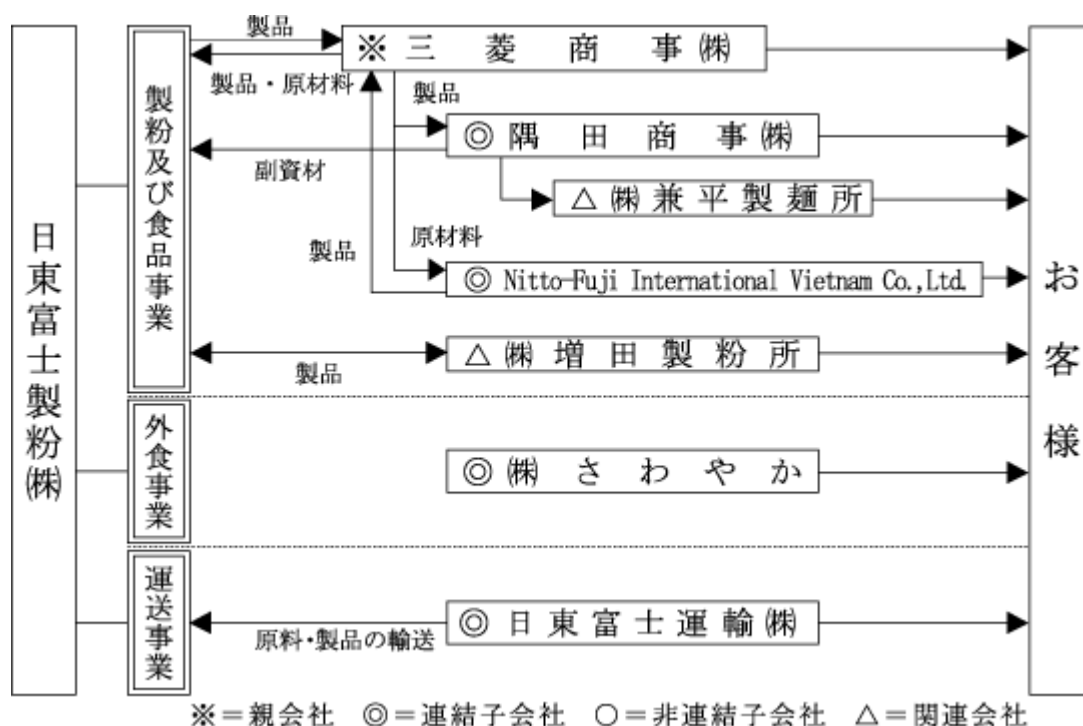 日東富士製粉㈱
製粉及び食品事業
製品
※三菱商事㈱
製品・原材料
製品
◎隅田商事㈱
副資材
△㈱兼平製麺所
製品
原材料
◎Nitto-Fuji International Vietnam Co.,Ltd.
△㈱増田製粉所
製品
外食事業
◎㈱さわやか
運送事業
◎日東富士運輸㈱
原料・製品の輸送
お客様
※＝親会社 ◎＝連結子会社 ○＝非連結子会社 △＝関連会社